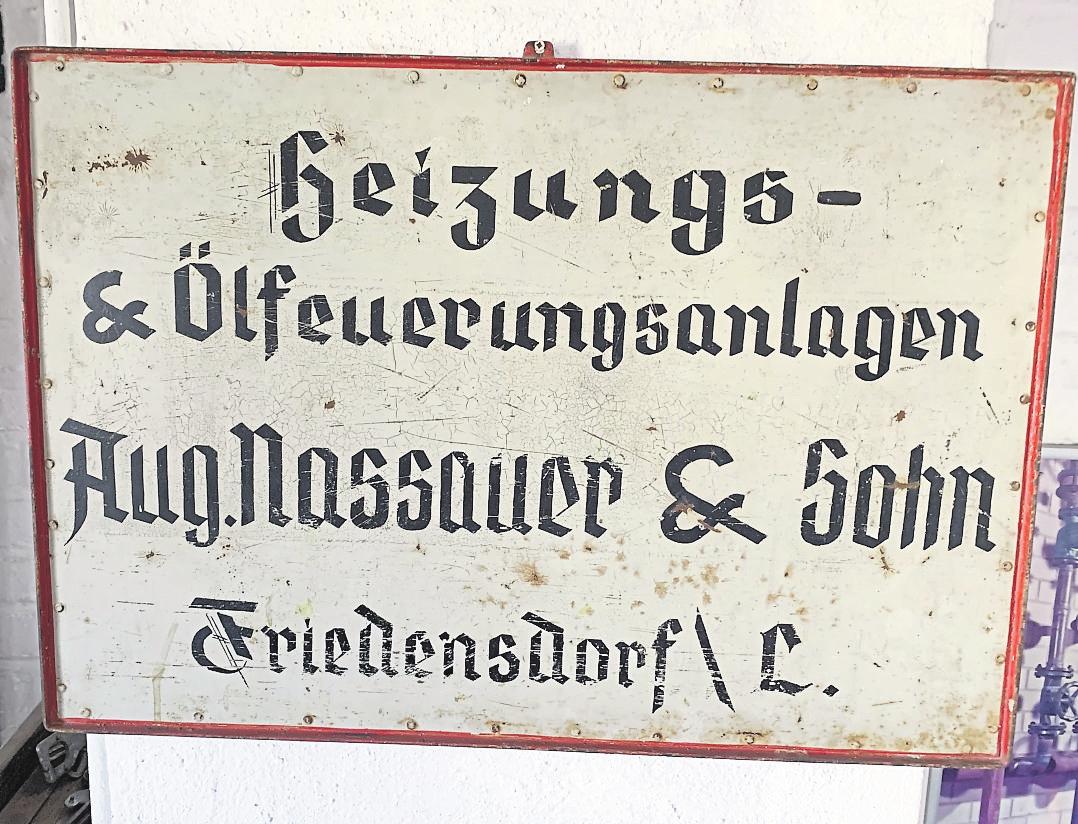 Heizungs-
& Ölfeuerungsanlagen
Aug. Nassauer & Sohn
Friedensdorf \ L.